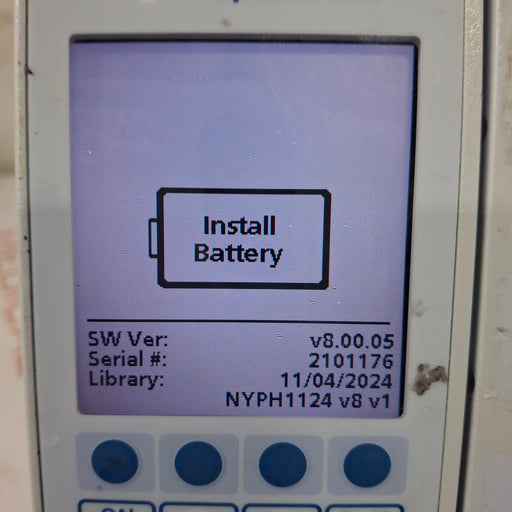 Install
Battery
SW Ver: v8.00.05
Serial #: 2101176
Library: 11/04/2024
NYPH1124 v8 v1